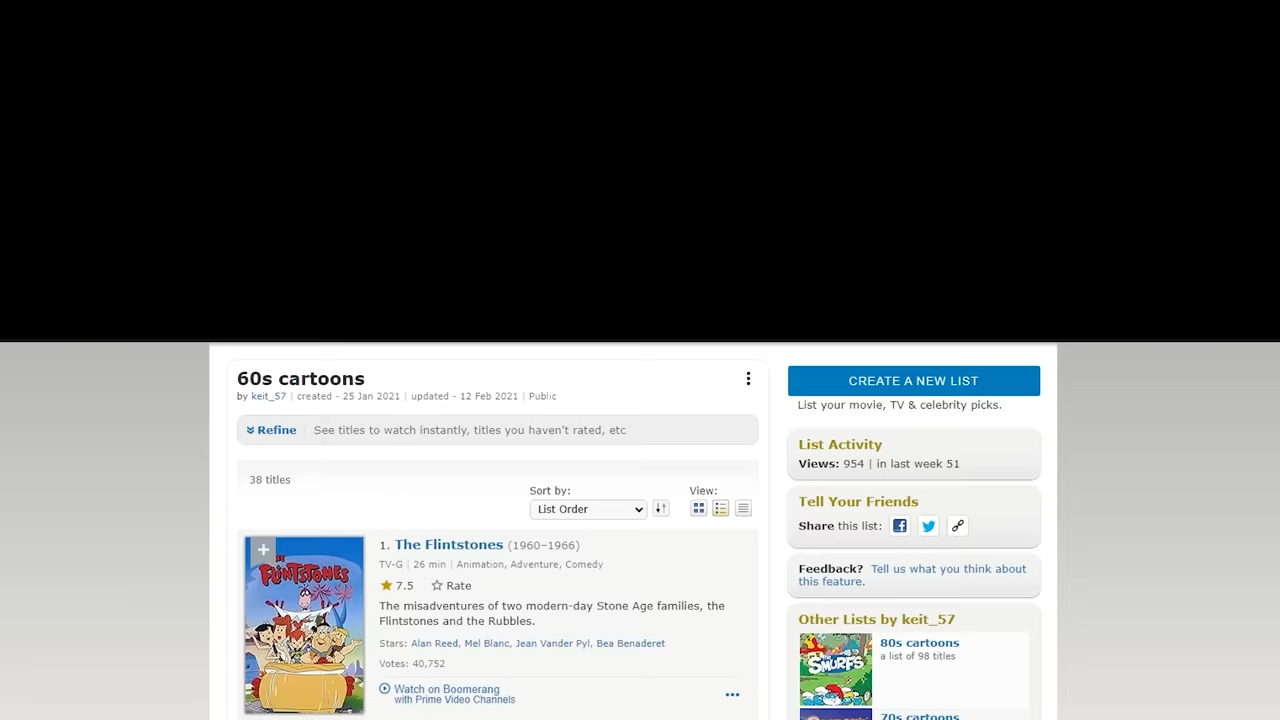 60s cartoons
by keit_57 | created - 25 Jan 2021 | updated - 12 Feb 2021 | Public
Refine See titles to watch instantly, titles you haven't rated, etc
38 titles
Sort by:
List Order
View:
1. The Flintstones (1960–1966)
TV-G | 26 min | Animation, Adventure, Comedy
7.5 Rate
The misadventures of two modern-day Stone Age families, the
Flintstones and the Rubbles.
Stars: Alan Reed, Mel Blanc, Jean Vander Pyl, Bea Benaderet
Votes: 40,752
Watch on Boomerang
with Prime Video Channels
THE
FLINTSTONES
CREATE A NEW LIST
List your movie, TV & celebrity picks.
List Activity
Views: 954 | in last week 51
Tell Your Friends
Share this list:
Feedback? Tell us what you think about
this feature.
Other Lists by keit_57
80s cartoons
a list of 98 titles
SMURFS
70s cartoons